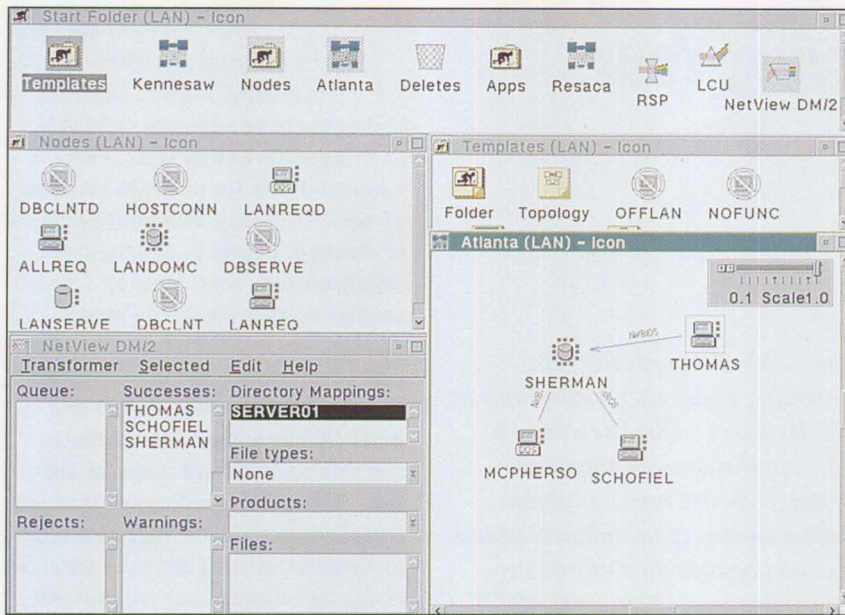 Start Folder (LAN) - Icon
Templates Kennesaw Nodes Atlanta Deletes Apps Resaca RSP LCU NetView DM/2
Nodes (LAN) - Icon
DBCLNTD HOSTCONN LANREQD
ALLREQ LANDOMC DBSERVE
LANSERVE DBCLNT LANREQ
Templates (LAN) - Icon
Folder Topology OFFLAN NOFUNC
Atlanta (LAN) - Icon
0.1 Scale1.0
NetBIOS
THOMAS
SHERMAN
MCPHERSO SCHOFIEL
NetView DM/2
Transformer Selected Edit Help
Queue: Successes: Directory Mappings:
THOMAS
SCHOFIEL
SHERMAN
SERVER01
File types:
None
Products:
Rejects: Warnings:
Files: